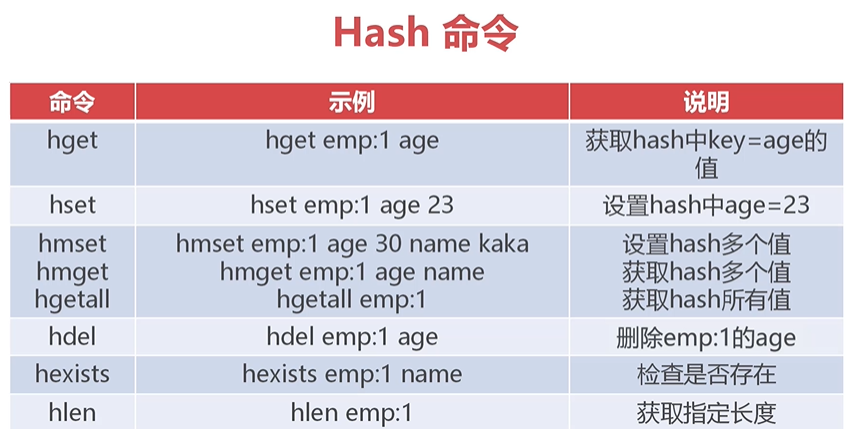 Hash 命令
命令 示例 说明
hget hget emp:1 age 获取hash中key=age的
值
hset hset emp:1 age 23 设置hash中age=23
hmset hmset emp:1 age 30 name kaka 设置hash多个值
hmget hmget emp:1 age name 获取hash多个值
hgetall hgetall emp:1 获取hash所有值
hdel hdel emp:1 age 删除emp:1的age
hexists hexists emp:1 name 检查是否存在
hlen hlen emp:1 获取指定长度